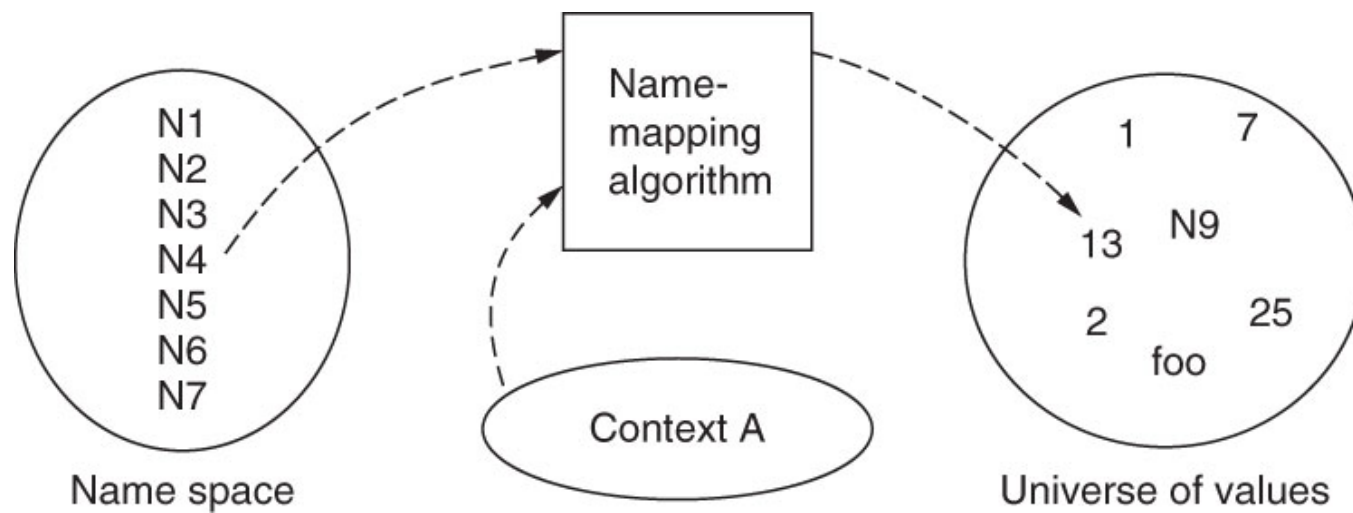 N1
N2
N3
N4
N5
N6
N7
Name space
Name-
mapping
algorithm
Context A
1
7
13
N9
2
25
foo
Universe of values